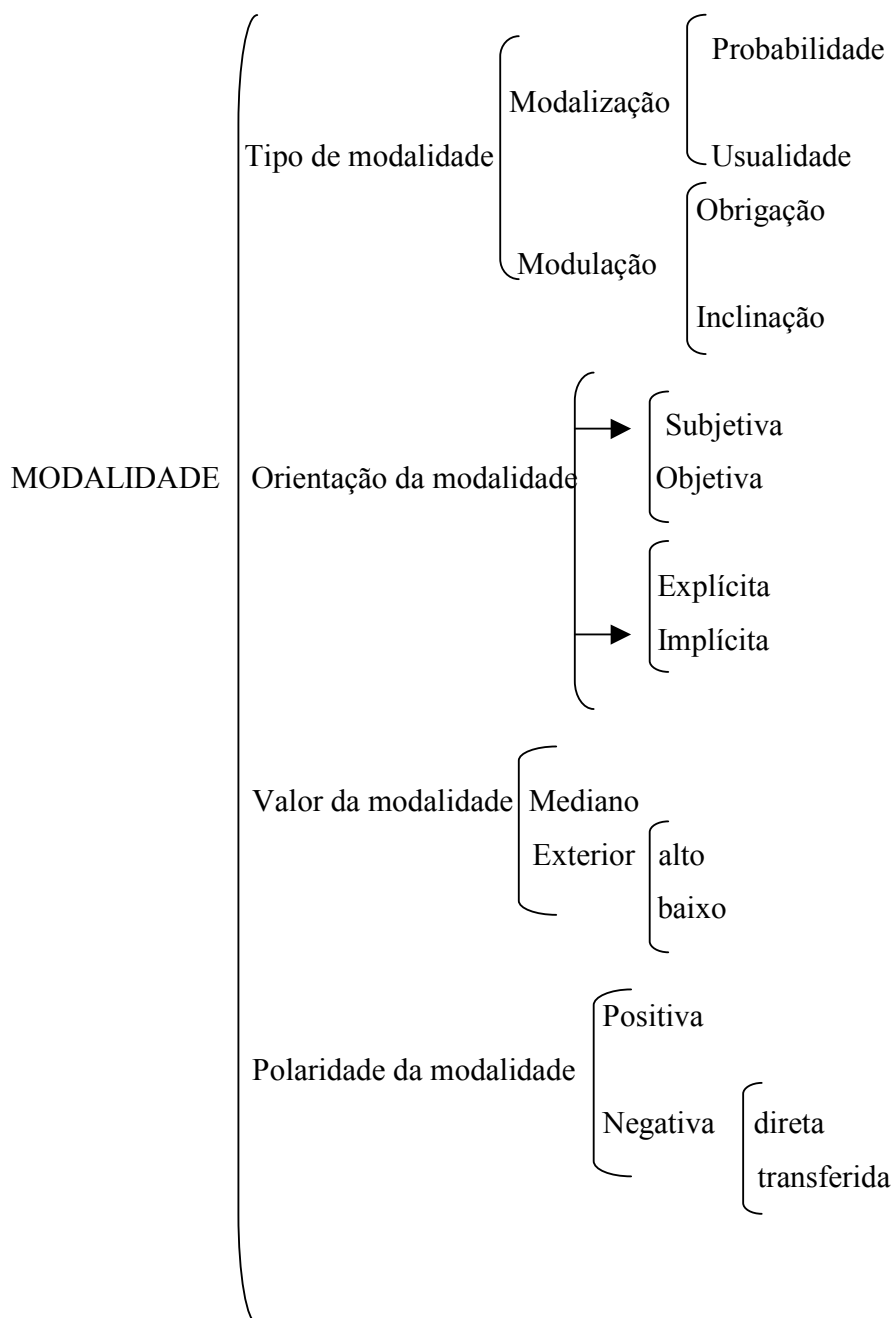 Probabilidade
Modalização
Tipo de modalidade
Usualidade
Obrigação
Modulação
Inclinação
Subjetiva
MODALIDADE
Orientação da modalidade
Objetiva
Explícita
Implícita
Valor da modalidade
Mediano
Exterior
alto
baixo
Positiva
Polaridade da modalidade
Negativa
direta
transferida